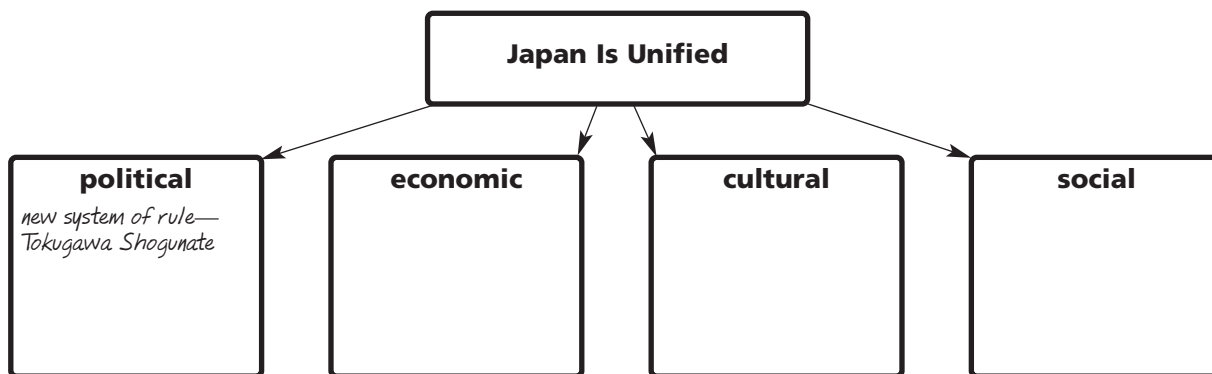 Japan Is Unified
political
new system of rule—
Tokugawa Shogunate
economic
cultural
social